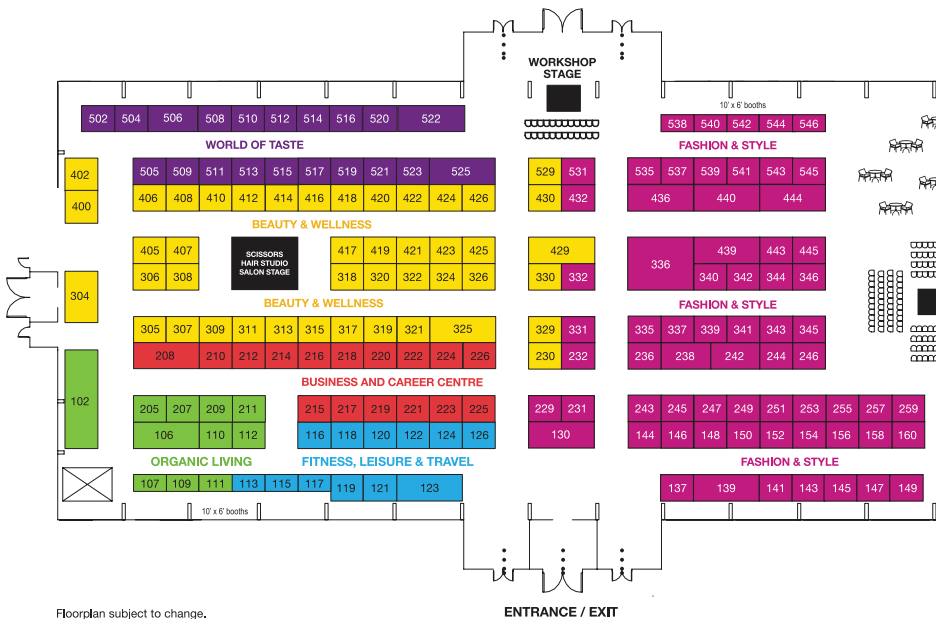 WORKSHOP
STAGE
10' x 6' booths
502 504 506 508 510 512 514 516 520 522
538 540 542 544 546
WORLD OF TASTE
FASHION & STYLE
402
400
505 509 511 513 515 517 519 521 523 525
406 408 410 412 414 416 418 420 422 424 426
529 531
430 432
535 537 539 541 543 545
436 440 444
BEAUTY & WELLNESS
405 407
306 308
SCISSORS
HAIR STUDIO
SALON STAGE
417 419 421 423 425
318 320 322 324 326
429
330 332
336
439 443 445
340 342 344 346
304
BEAUTY & WELLNESS
FASHION & STYLE
305 307 309 311 313 315 317 319 321 325
208 210 212 214 216 218 220 222 224 226
329 331
230 232
335 337 339 341 343 345
236 238 242 244 246
102
BUSINESS AND CAREER CENTRE
205 207 209 211
106 110 112
215 217 219 221 223 225
116 118 120 122 124 126
229 231
130
243 245 247 249 251 253 255 257 259
144 146 148 150 152 154 156 158 160
ORGANIC LIVING
FITNESS, LEISURE & TRAVEL
FASHION & STYLE
107 109 111 113 115 117 119 121 123
137 139 141 143 145 147 149
10' x 6' booths
Floorplan subject to change.
ENTRANCE / EXIT